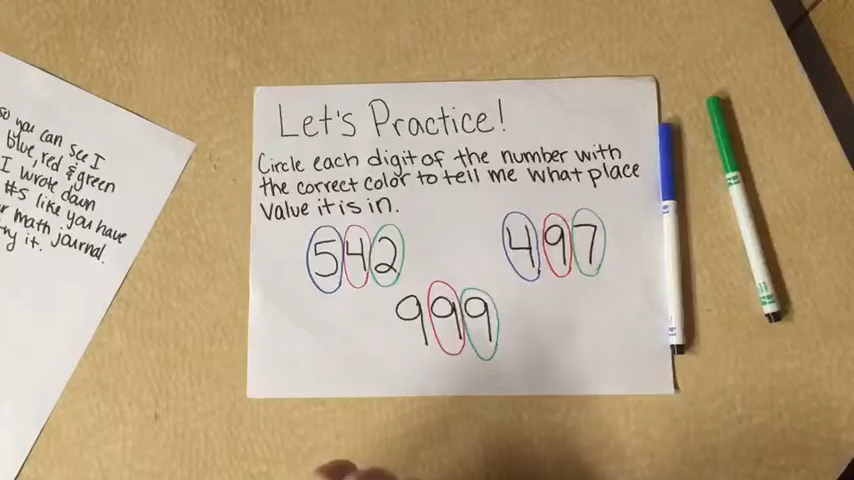 so you can see I
blue, red & green
I wrote down
#s like you have
r math journal
try it.
Let's Practice!
Circle each digit of the number with
the correct color to tell me what place
value it is in.
542 497
999